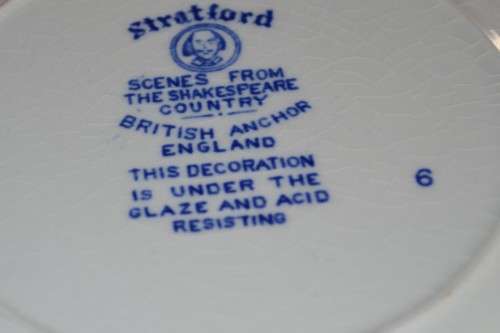 Stratford
SCENES FROM
THE SHAKESPEARE
COUNTRY
BRITISH ANCHOR
ENGLAND
THIS DECORATION
IS UNDER THE
GLAZE AND ACID
RESISTING
6